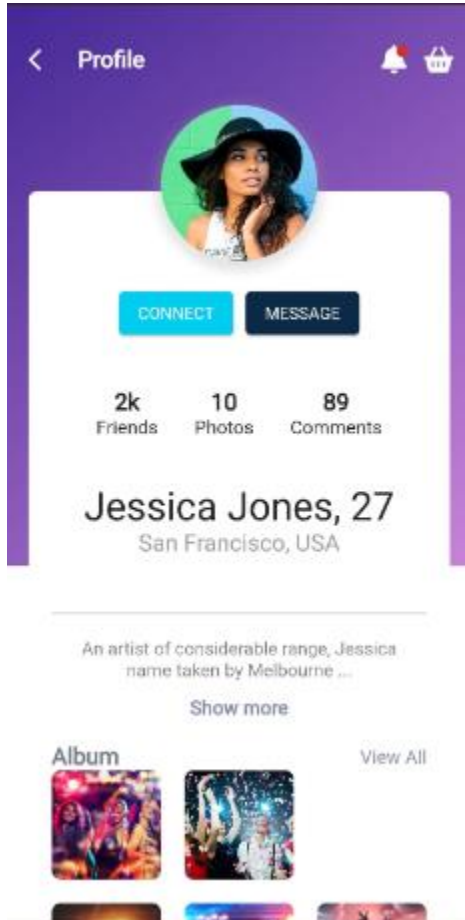 Profile
CONNECT MESSAGE
2k 10 89
Friends Photos Comments
Jessica Jones, 27
San Francisco, USA
An artist of considerable range, Jessica
name taken by Melbourne ...
Show more
Album View All